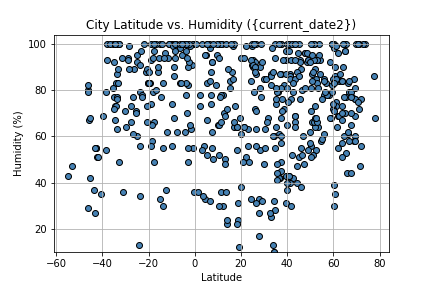 City Latitude vs. Humidity ({current_date2})
100
80
60
40
20
Humidity (%)
−60 −40 −20 0 20 40 60 80
Latitude